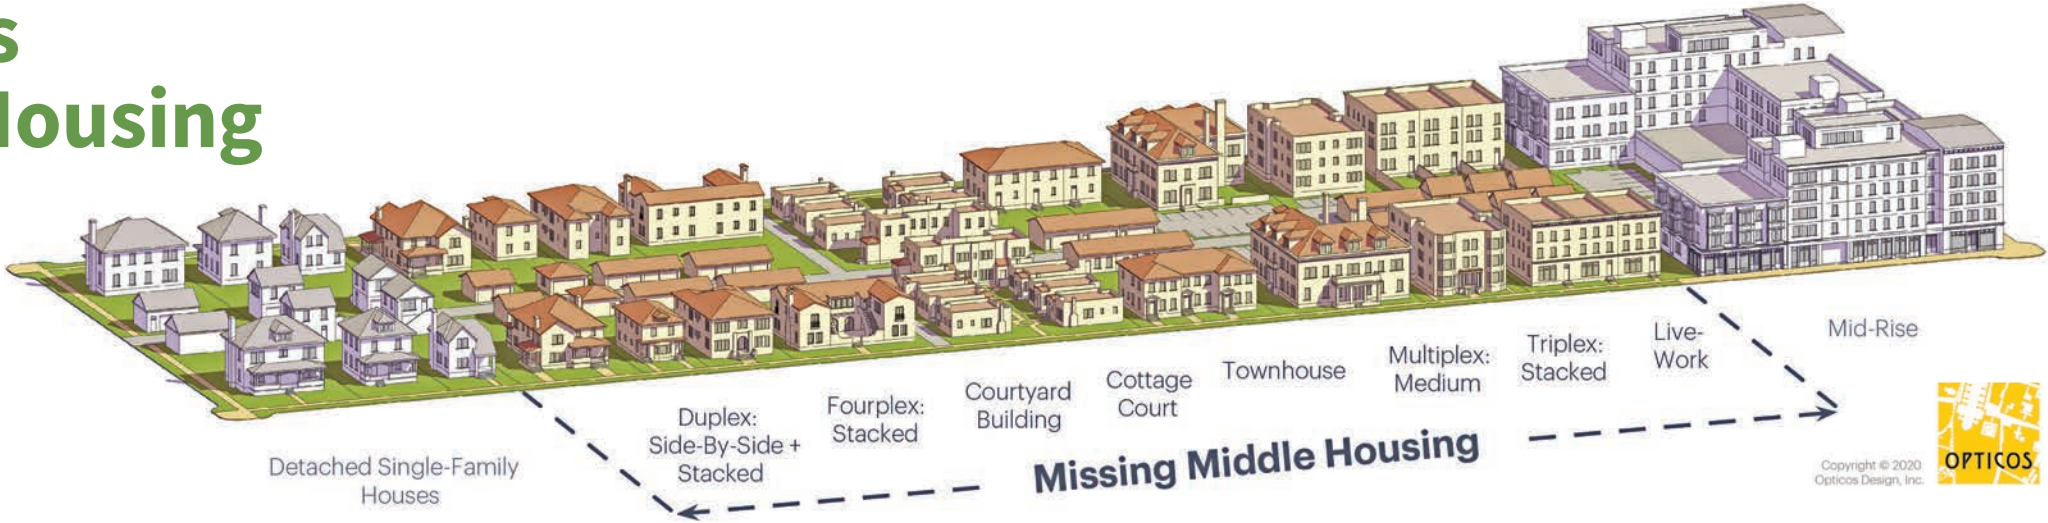 s
Housing
Detached Single-Family
Houses
Duplex:
Side-By-Side +
Stacked
Fourplex:
Stacked
Courtyard
Building
Cottage
Court
Townhouse
Multiplex:
Medium
Triplex:
Stacked
Live-
Work
Mid-Rise
Missing Middle Housing
Copyright © 2020
Opticos Design, Inc.
OPTICOS